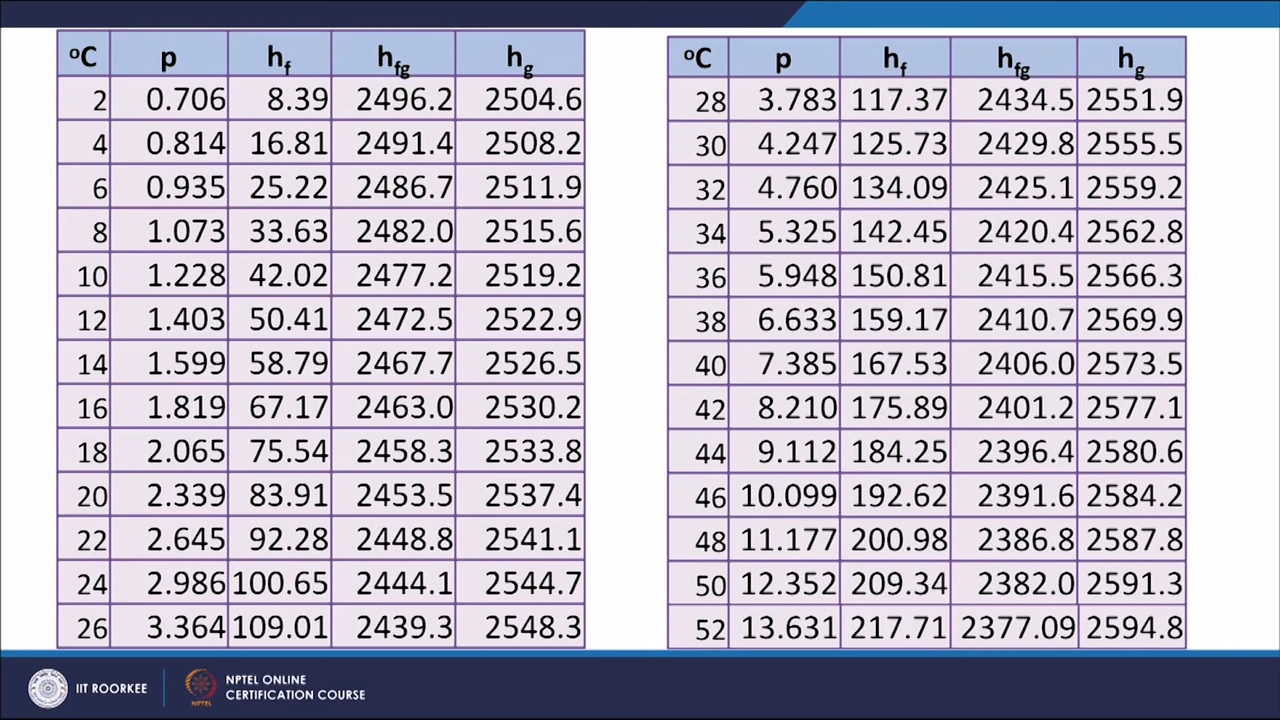 °C p hf hfg hg
2 0.706 8.39 2496.2 2504.6
4 0.814 16.81 2491.4 2508.2
6 0.935 25.22 2486.7 2511.9
8 1.073 33.63 2482.0 2515.6
10 1.228 42.02 2477.2 2519.2
12 1.403 50.41 2472.5 2522.9
14 1.599 58.79 2467.7 2526.5
16 1.819 67.17 2463.0 2530.2
18 2.065 75.54 2458.3 2533.8
20 2.339 83.91 2453.5 2537.4
22 2.645 92.28 2448.8 2541.1
24 2.986 100.65 2444.1 2544.7
26 3.364 109.01 2439.3 2548.3
°C p hf hfg hg
28 3.783 117.37 2434.5 2551.9
30 4.247 125.73 2429.8 2555.5
32 4.760 134.09 2425.1 2559.2
34 5.325 142.45 2420.4 2562.8
36 5.948 150.81 2415.5 2566.3
38 6.633 159.17 2410.7 2569.9
40 7.385 167.53 2406.0 2573.5
42 8.210 175.89 2401.2 2577.1
44 9.112 184.25 2396.4 2580.6
46 10.099 192.62 2391.6 2584.2
48 11.177 200.98 2386.8 2587.8
50 12.352 209.34 2382.0 2591.3
52 13.631 217.71 2377.09 2594.8
IIT ROORKEE
NPTEL
NPTEL ONLINE
CERTIFICATION COURSE